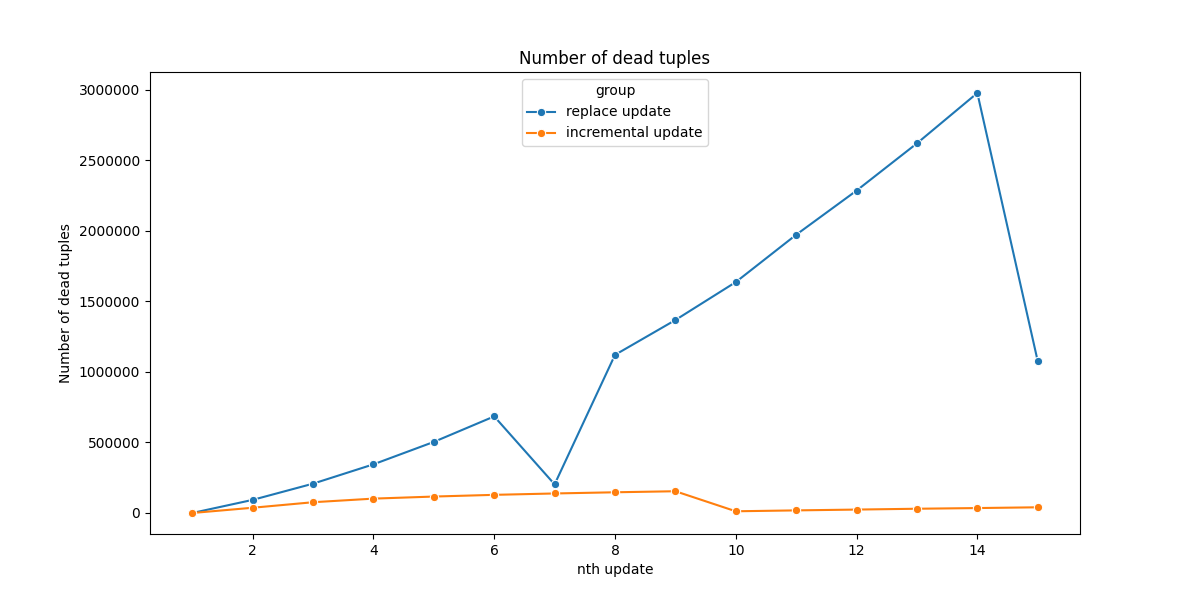 Number of dead tuples
group
replace update
incremental update
Number of dead tuples
3000000
2500000
2000000
1500000
1000000
500000
0
2 4 6 8 10 12 14
nth update